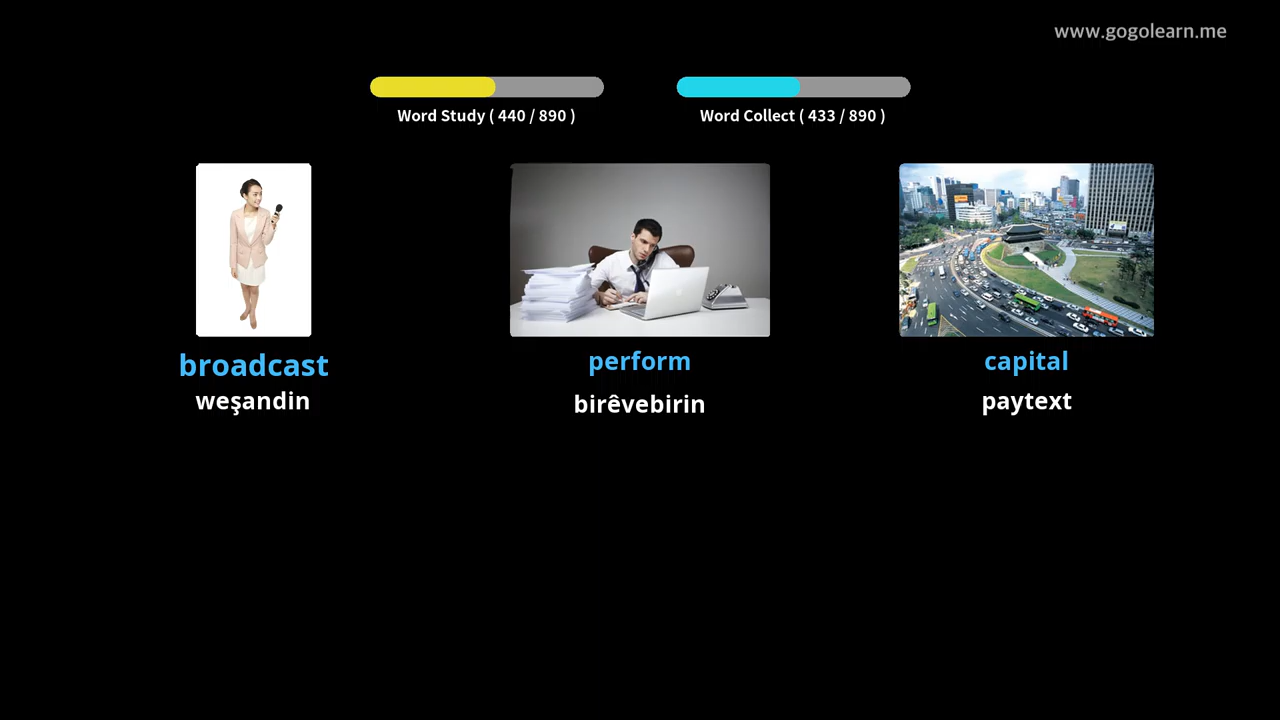 www.gogolearn.me
Word Study ( 440 / 890 )
Word Collect ( 433 / 890 )
broadcast
weşandin
perform
birêvebirin
capital
paytext